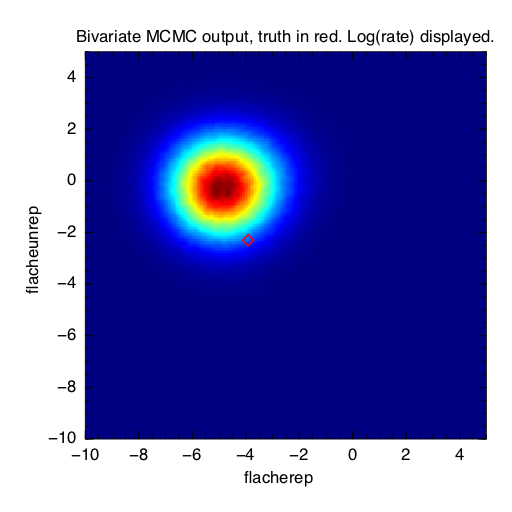 Bivariate MCMC output, truth in red. Log(rate) displayed.
4
2
0
−2
−4
−6
−8
−10
flacheunrep
−10 −8 −6 −4 −2 0 2 4
flacherep